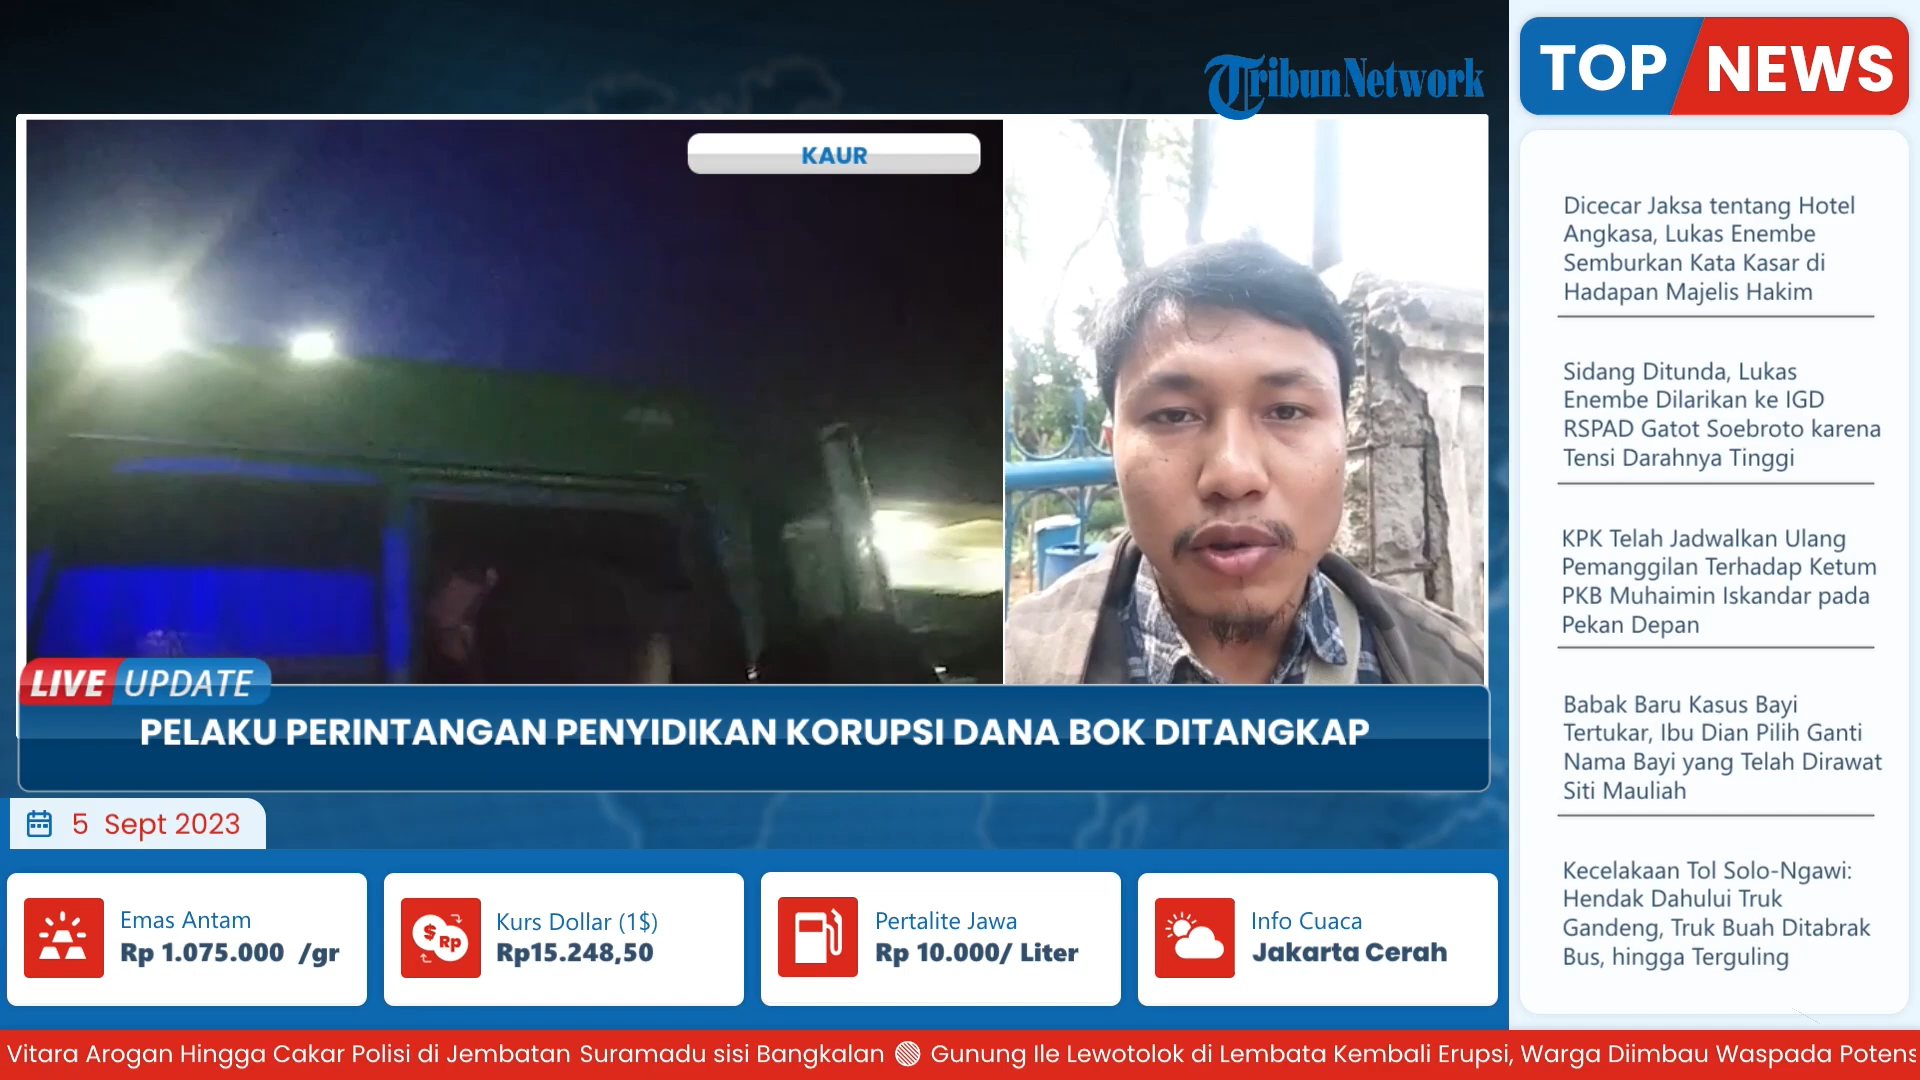 TribunNetwork
KAUR
LIVE UPDATE
PELAKU PERINTANGAN PENYIDIKAN KORUPSI DANA BOK DITANGKAP
5 Sept 2023
Emas Antam
Rp 1.075.000 /gr
Kurs Dollar (1$)
Rp15.248,50
Pertalite Jawa
Rp 10.000/ Liter
Info Cuaca
Jakarta Cerah
TOP NEWS
Dicecar Jaksa tentang Hotel
Angkasa, Lukas Enembe
Semburkan Kata Kasar di
Hadapan Majelis Hakim
Sidang Ditunda, Lukas
Enembe Dilarikan ke IGD
RSPAD Gatot Soebroto karena
Tensi Darahnya Tinggi
KPK Telah Jadwalkan Ulang
Pemanggilan Terhadap Ketum
PKB Muhaimin Iskandar pada
Pekan Depan
Babak Baru Kasus Bayi
Tertukar, Ibu Dian Pilih Ganti
Nama Bayi yang Telah Dirawat
Siti Mauliah
Kecelakaan Tol Solo-Ngawi:
Hendak Dahului Truk
Gandeng, Truk Buah Ditabrak
Bus, hingga Terguling
Vitara Arogan Hingga Cakar Polisi di Jembatan Suramadu sisi Bangkalan Gunung Ile Lewotolok di Lembata Kembali Erupsi, Warga Diimbau Waspada Potens